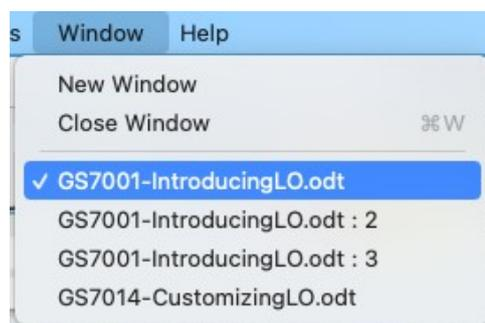 s Window Help
New Window
Close Window ⌘W
✓ GS7001-IntroducingLO.odt
GS7001-IntroducingLO.odt : 2
GS7001-IntroducingLO.odt : 3
GS7014-CustomizingLO.odt